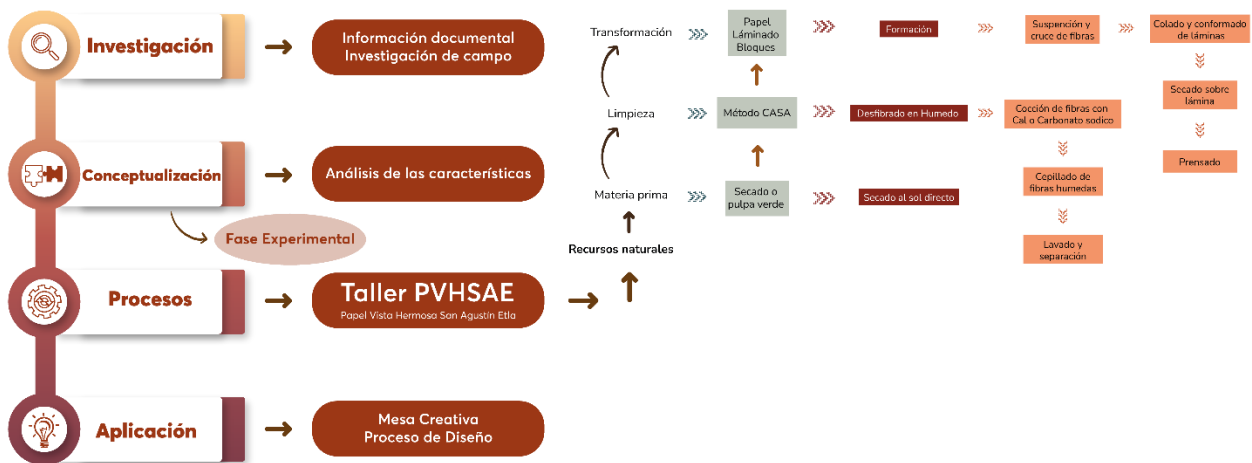 Investigación
Información documental
Investigación de campo
Conceptualización
Análisis de las características
Fase Experimental
Procesos
Taller PVHSAE
Papel Vista Hermosa San Agustín Etla
Aplicación
Mesa Creativa
Proceso de Diseño
Transformación
Papel
Láminado
Bloques
Formación
Suspención y
cruce de fibras
Colado y conformado
de láminas
Secado sobre
lámina
Prensado
Limpieza
Método CASA
Desfibrado en Humedo
Cocción de fibras con
Cal o Carbonato sodico
Cepillado de
fibras humedas
Lavado y
separación
Materia prima
Secado o
pulpa verde
Secado al sol directo
Recursos naturales